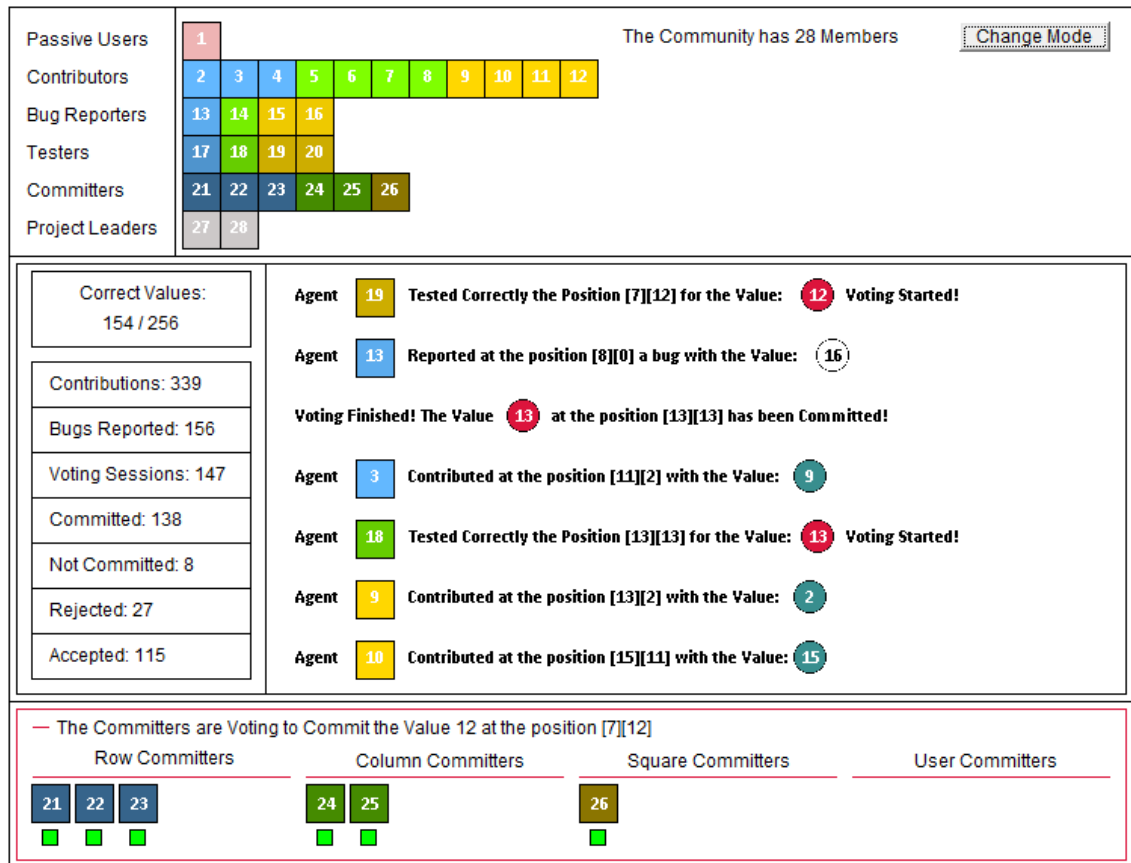 Passive Users 1 The Community has 28 Members Change Mode
Contributors 2 3 4 5 6 7 8 9 10 11 12
Bug Reporters 13 14 15 16
Testers 17 18 19 20
Committers 21 22 23 24 25 26
Project Leaders 27 28
Correct Values:
154 / 256
Contributions: 339
Bugs Reported: 156
Voting Sessions: 147
Committed: 138
Not Committed: 8
Rejected: 27
Accepted: 115
Agent 19 Tested Correctly the Position [7][12] for the Value: 12 Voting Started!
Agent 13 Reported at the position [8][0] a bug with the Value: 16
Voting Finished! The Value 13 at the position [13][13] has been Committed!
Agent 3 Contributed at the position [11][2] with the Value: 9
Agent 18 Tested Correctly the Position [13][13] for the Value: 13 Voting Started!
Agent 9 Contributed at the position [13][2] with the Value: 2
Agent 10 Contributed at the position [15][11] with the Value: 15
The Committers are Voting to Commit the Value 12 at the position [7][12]
Row Committers Column Committers Square Committers User Committers
21 22 23 24 25 26